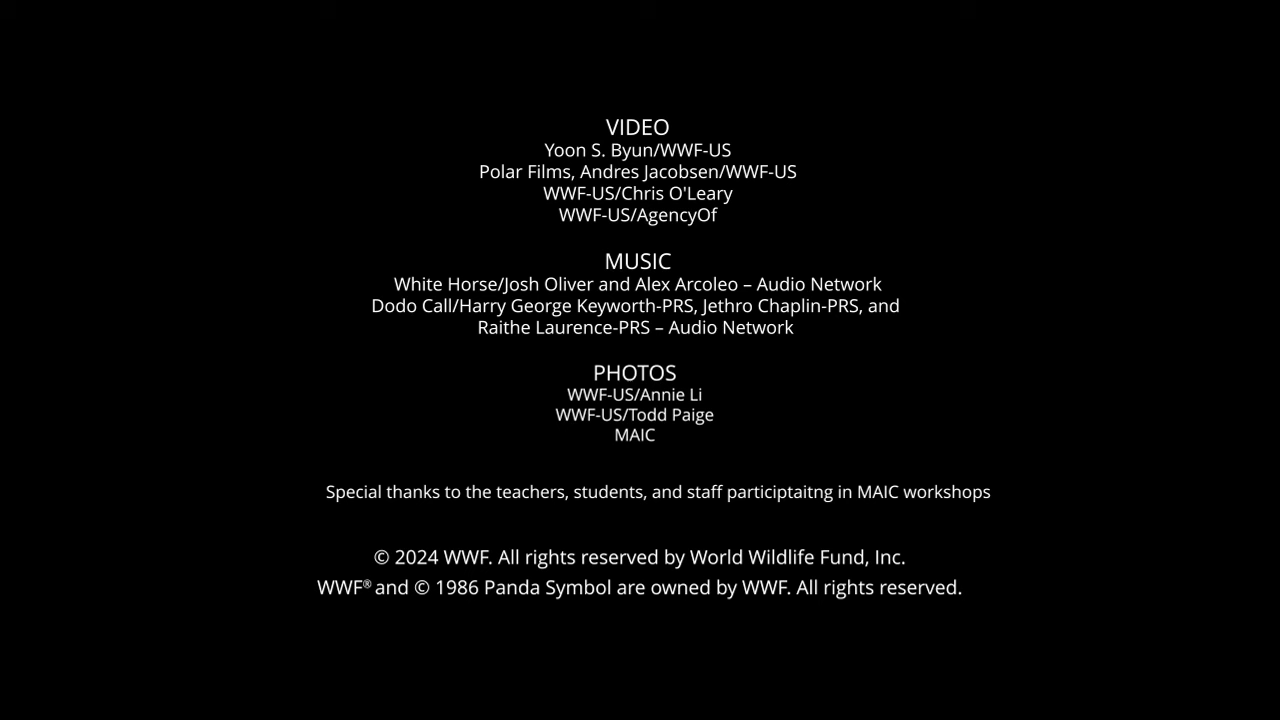 VIDEO
Yoon S. Byun/WWF-US
Polar Films, Andres Jacobsen/WWF-US
WWF-US/Chris O'Leary
WWF-US/AgencyOf
MUSIC
White Horse/Josh Oliver and Alex Arcoleo – Audio Network
Dodo Call/Harry George Keyworth-PRS, Jethro Chaplin-PRS, and
Raithe Laurence-PRS – Audio Network
PHOTOS
WWF-US/Annie Li
WWF-US/Todd Paige
MAIC
Special thanks to the teachers, students, and staff participtaitng in MAIC workshops
© 2024 WWF. All rights reserved by World Wildlife Fund, Inc.
WWF® and © 1986 Panda Symbol are owned by WWF. All rights reserved.